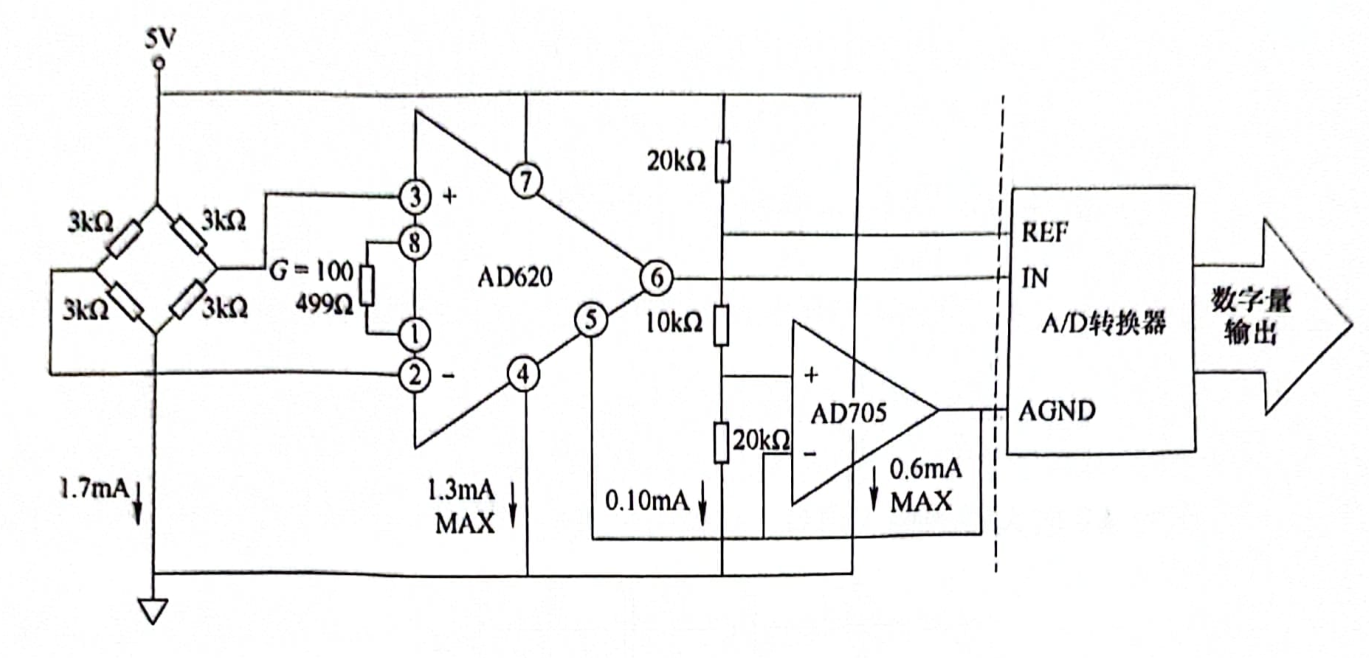 5V
3kΩ
3kΩ
3kΩ
3kΩ
1.7mA
G = 100
499Ω
3
+
8
1
2
-
7
6
5
4
AD620
1.3mA
MAX
20kΩ
10kΩ
20kΩ
0.10mA
+
AD705
-
0.6mA
MAX
REF
IN
A/D转换器
AGND
数字量
输出